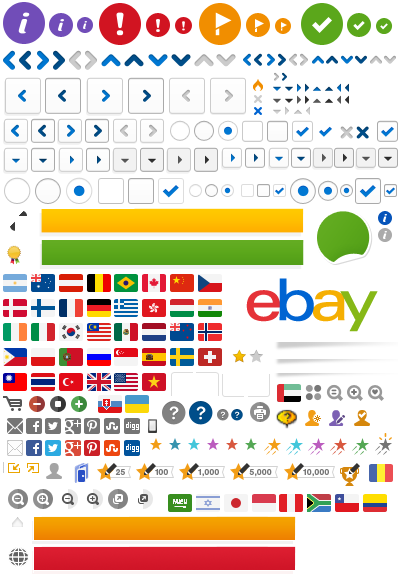 i i i ! ! !
i
i
ebay
? ? ? ?
?
f g+ digg
f g+ digg
25 100 1,000 5,000 10,000